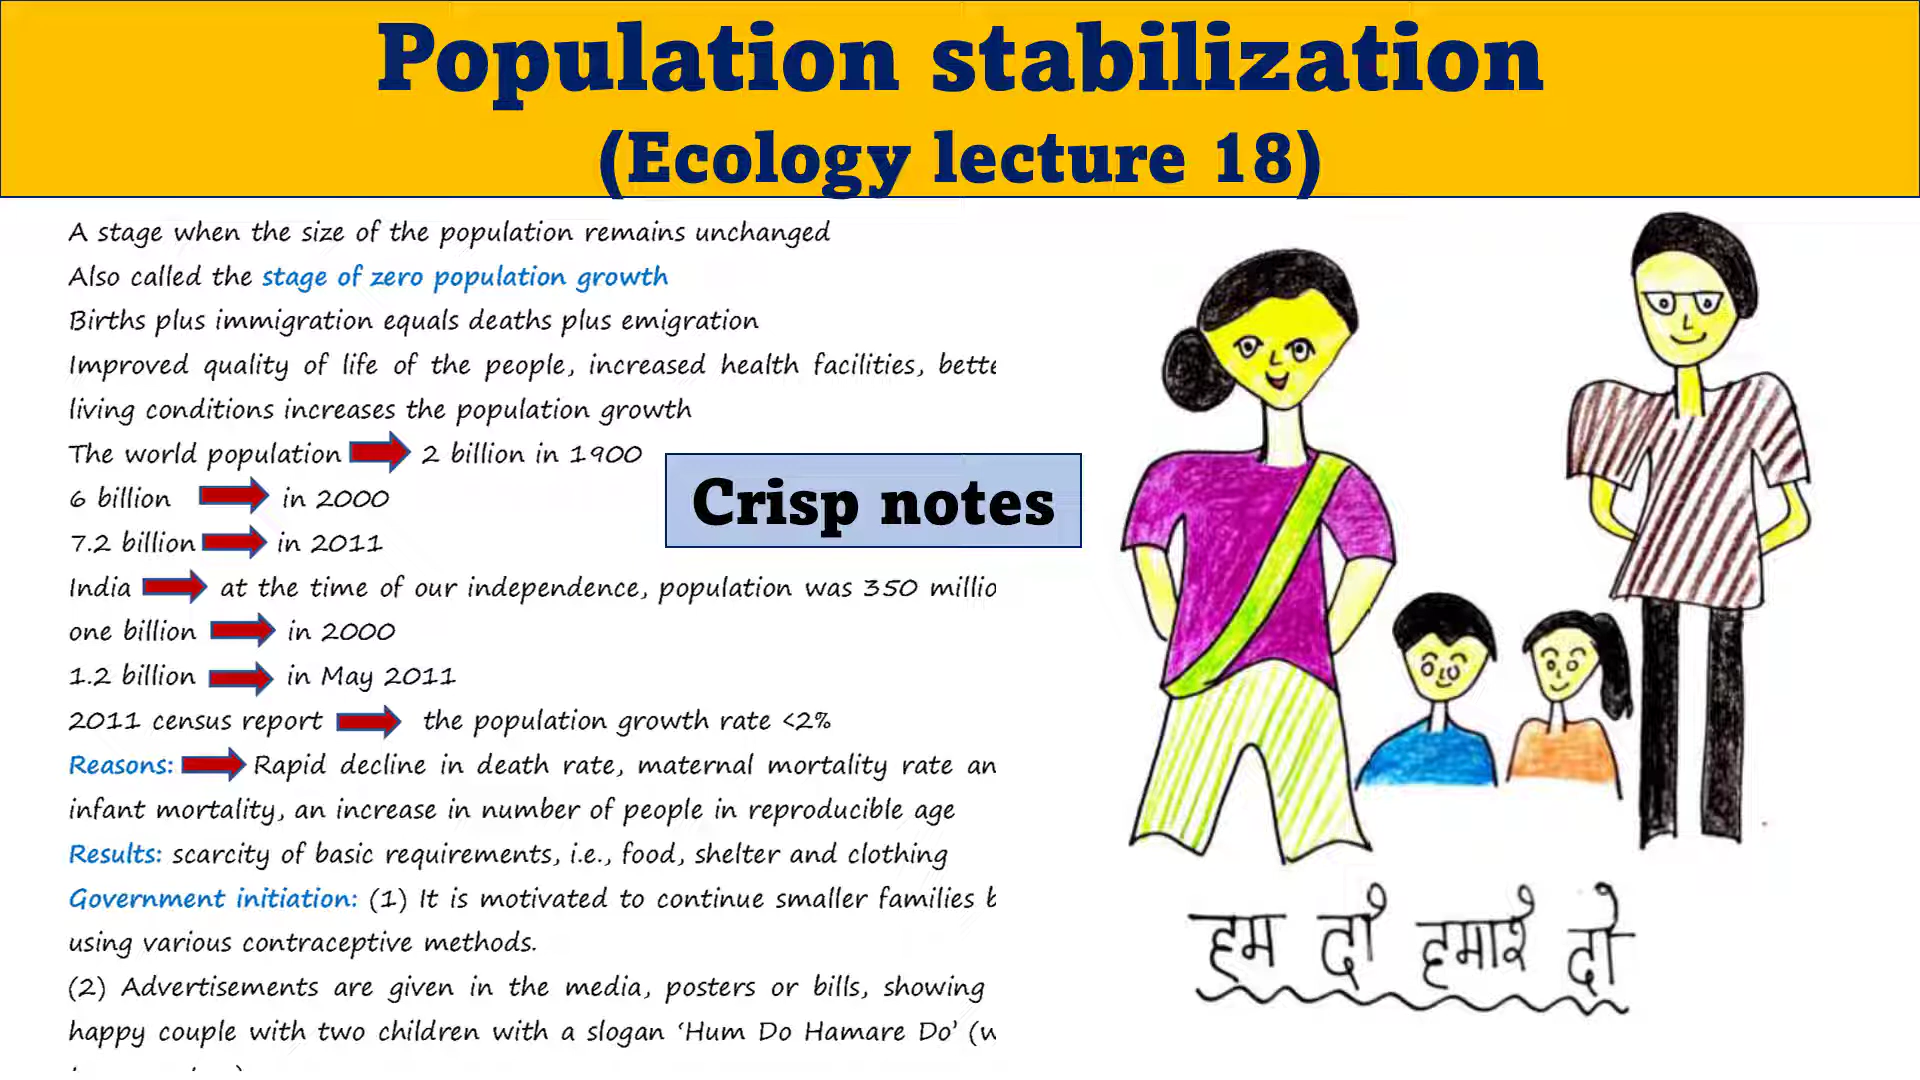 Population stabilization
(Ecology lecture 18)
A stage when the size of the population remains unchanged
Also called the stage of zero population growth
Births plus immigration equals deaths plus emigration
Improved quality of life of the people, increased health facilities, bette
living conditions increases the population growth
The world population 2 billion in 1900
6 billion in 2000
7.2 billion in 2011
India at the time of our independence, population was 350 millio
one billion in 2000
1.2 billion in May 2011
2011 census report the population growth rate <2%
Reasons: Rapid decline in death rate, maternal mortality rate an
infant mortality, an increase in number of people in reproducible age
Results: scarcity of basic requirements, i.e., food, shelter and clothing
Government initiation: (1) It is motivated to continue smaller families b
using various contraceptive methods.
(2) Advertisements are given in the media, posters or bills, showing
happy couple with two children with a slogan ‘Hum Do Hamare Do’ (w
Crisp notes
हम दो हमारे दो